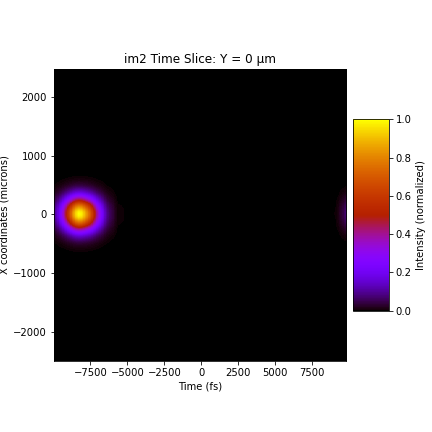 im2 Time Slice: Y = 0 μm
X coordinates (microns)
2000
1000
0
−1000
−2000
−7500 −5000 −2500 0 2500 5000 7500
Time (fs)
1.0
0.8
0.6
0.4
0.2
0.0
Intensity (normalized)